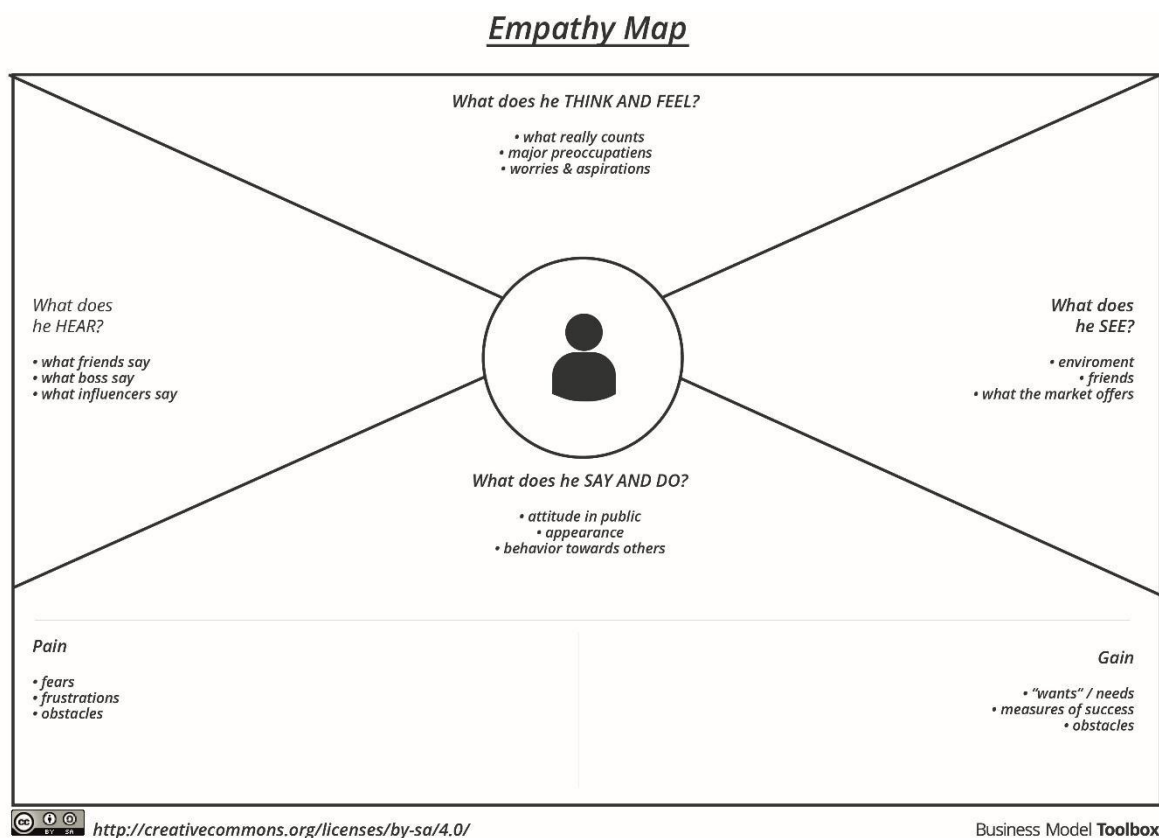 Empathy Map
What does he THINK AND FEEL?
• what really counts
• major preoccupatiens
• worries & aspirations
What does
he HEAR?
• what friends say
• what boss say
• what influencers say
What does
he SEE?
• enviroment
• friends
• what the market offers
What does he SAY AND DO?
• attitude in public
• appearance
• behavior towards others
Pain
• fears
• frustrations
• obstacles
Gain
• “wants” / needs
• measures of success
• obstacles
cc BY SA
http://creativecommons.org/licenses/by-sa/4.0/
Business Model Toolbox